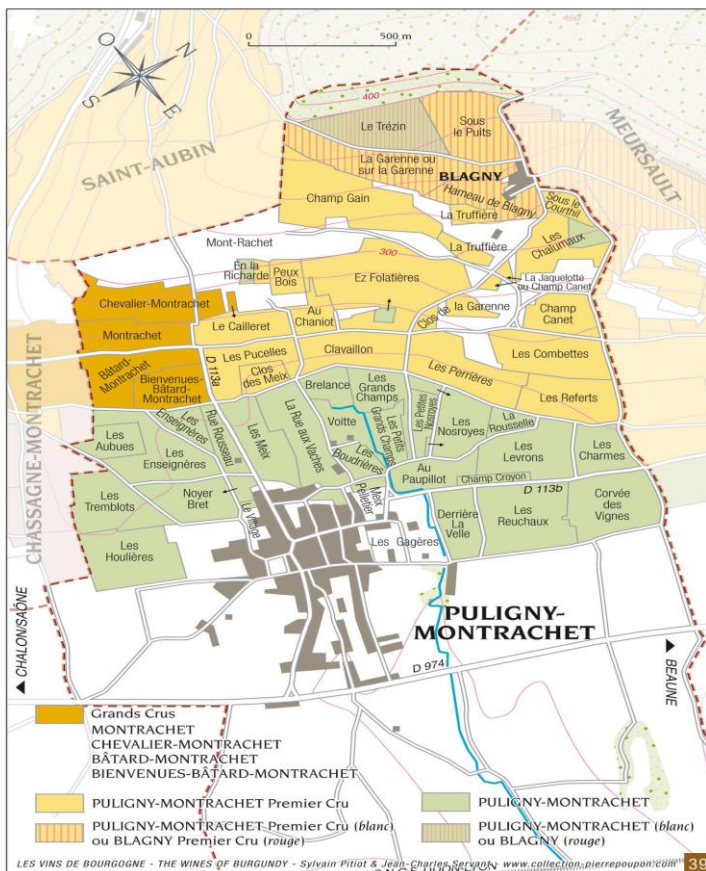 460
O
N
S
E
0
500 m
400
Le Trézin
Sous
le Puits
MEURSAULT
SAINT-AUBIN
La Garenne ou
sur la Garenne
BLAGNY
Hameau de Blagny
Champ Gain
La Truffière
Sous le
Courthil
Les
Chalumaux
Mont-Rachet
300
La Truffière
En la
Richarde
Peux
Bois
Ez Folatières
La Jaquelotte
ou Champ Canet
Chevalier-Montrachet
Au
Chaniot
Clos de
la Garenne
Champ
Canet
Montrachet
Le Cailleret
Les Pucelles
Clavaillon
Les Combettes
Bâtard-
Montrachet
D 113a
Clos
des Meix
Les Perrières
Bienvenues-
Bâtard-
Montrachet
Brelance
Les
Grands
Champs
Les Referts
CHASSAGNE-MONTRACHET
Les
Enseignères
Rue Rousseau
Les Meix
La Rue aux Vaches
Voitte
Les Petits
Grands Champs
Les Petites
Nosroyes
Les
Nosroyes
La
Rousselle
Les
Aubues
Les
Enseignères
Les
Boudrières
Les
Levrons
Les
Charmes
Au
Paupillot
Champ Croyon
D 113b
Les
Tremblots
Noyer
Bret
Le Village
Meix
Pelletier
Derrière
La
Velle
Les
Reuchaux
Corvée
des
Vignes
Les
Houlières
Les Gagères
PULIGNY-
MONTRACHET
CHALON/SAÔNE
D 974
BEAUNE
Grands Crus
MONTRACHET
CHEVALIER-MONTRACHET
BÂTARD-MONTRACHET
BIENVENUES-BÂTARD-MONTRACHET
PULIGNY-MONTRACHET Premier Cru
PULIGNY-MONTRACHET
PULIGNY-MONTRACHET Premier Cru (blanc)
ou BLAGNY Premier Cru (rouge)
PULIGNY-MONTRACHET (blanc)
ou BLAGNY (rouge)
LES VINS DE BOURGOGNE - THE WINES OF BURGUNDY - Sylvain Pitiot & Jean-Charles Servant - www.collection-pierrepoupon.com
39